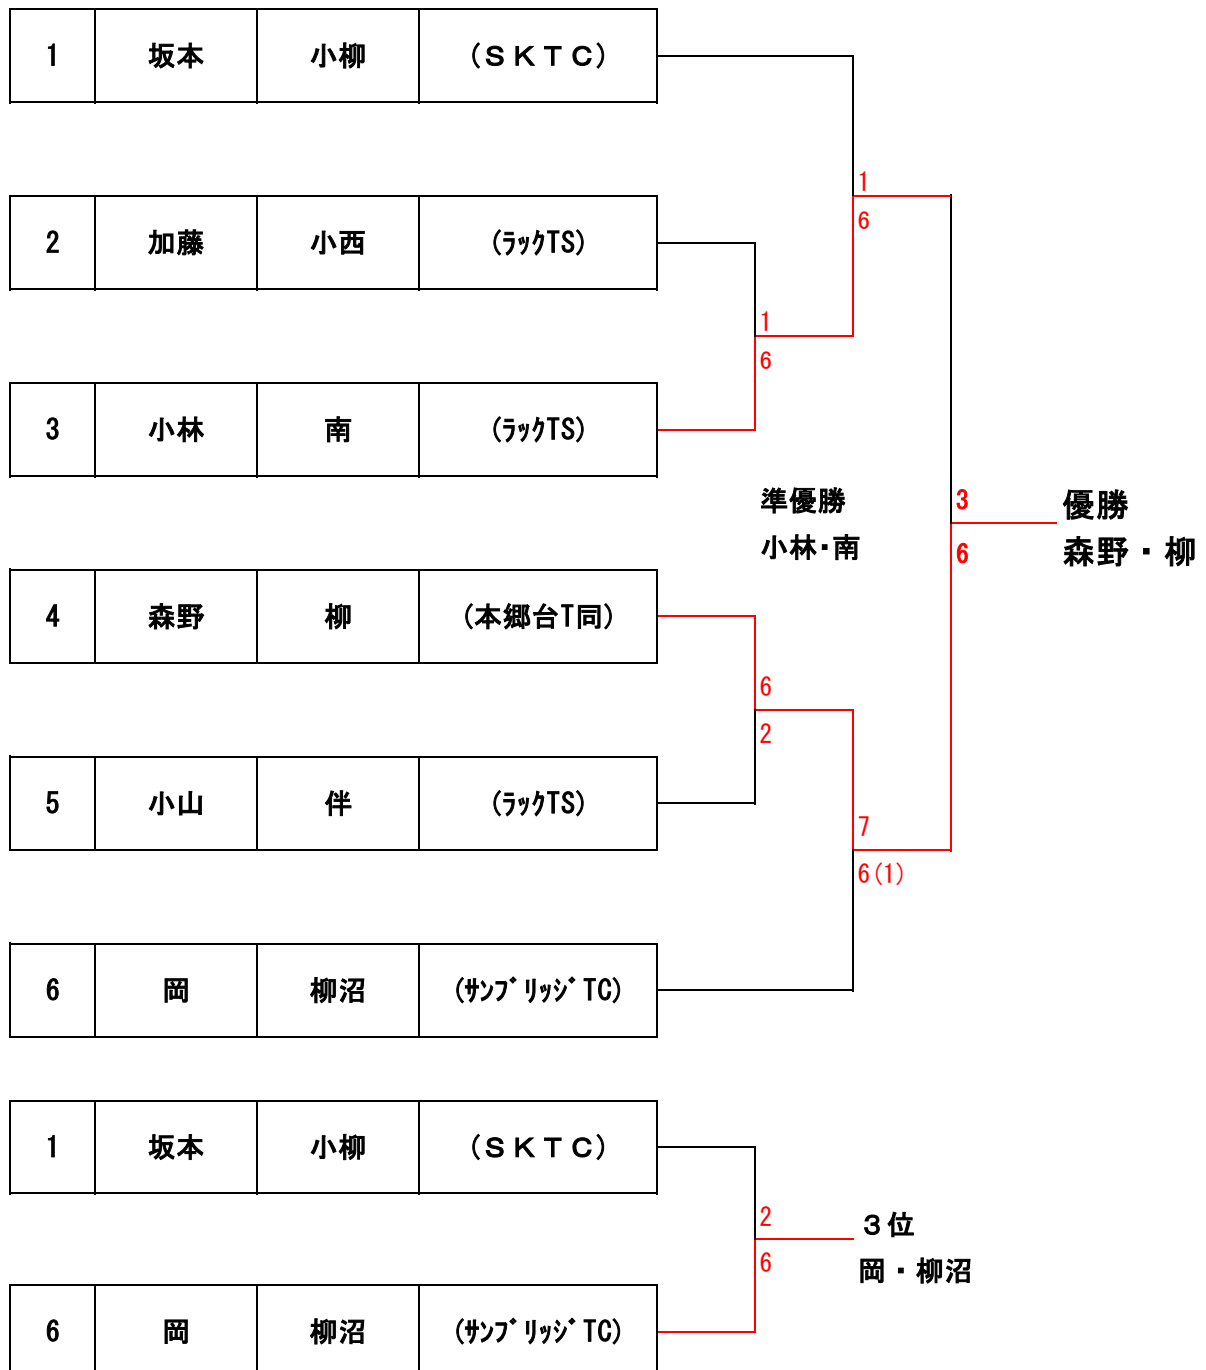 1 坂本 小柳 (ＳＫＴＣ)
1
6
2 加藤 小西 (ﾗｯｸTS)
1
6
3 小林 南 (ﾗｯｸTS)
準優勝
小林・南
3
6
優勝
森野・柳
4 森野 柳 (本郷台T同)
6
2
5 小山 伴 (ﾗｯｸTS)
7
6(1)
6 岡 柳沼 (ｻﾝﾌﾞﾘｯｼﾞTC)
1 坂本 小柳 (ＳＫＴＣ)
2
6
３位
岡・柳沼
6 岡 柳沼 (ｻﾝﾌﾞﾘｯｼﾞTC)